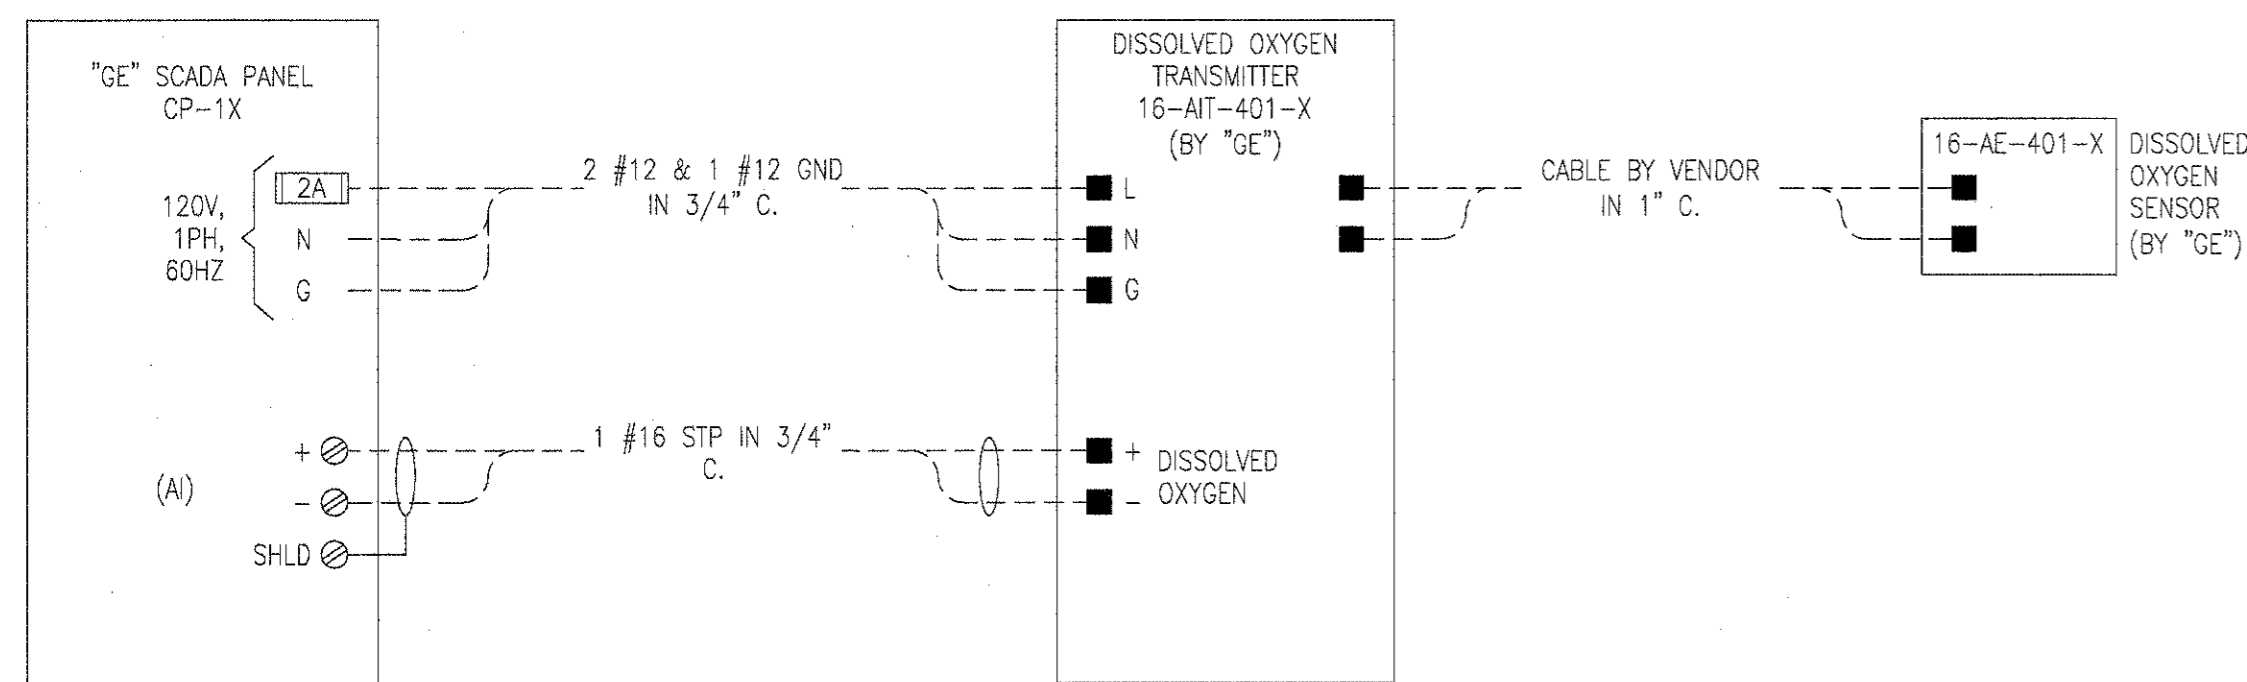 "GE" SCADA PANEL
CP-1X
120V,
1PH,
60HZ
2A
N
G
2 #12 & 1 #12 GND
IN 3/4" C.
DISSOLVED OXYGEN
TRANSMITTER
16-AIT-401-X
(BY "GE")
L
N
G
CABLE BY VENDOR
IN 1" C.
16-AE-401-X
DISSOLVED
OXYGEN
SENSOR
(BY "GE")
(AI)
+
-
SHLD
1 #16 STP IN 3/4"
C.
+
-
DISSOLVED
OXYGEN